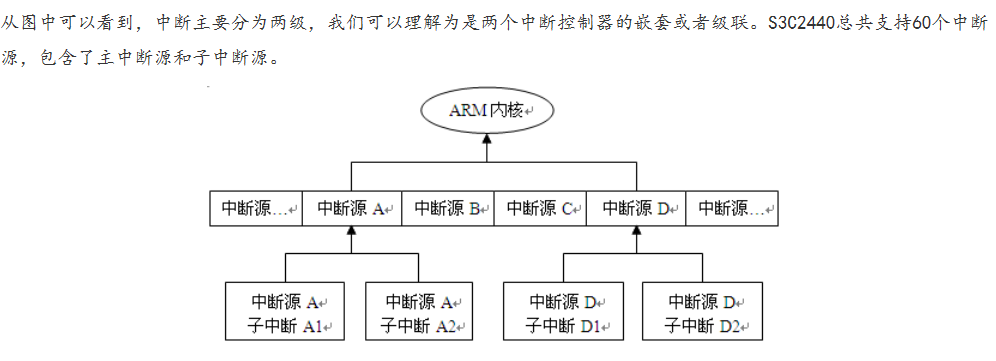 从图中可以看到，中断主要分为两级，我们可以理解为是两个中断控制器的嵌套或者级联。S3C2440总共支持60个中断
源，包含了主中断源和子中断源。
ARM 内核↵
中断源…↵ 中断源 A↵ 中断源 B↵ 中断源 C↵ 中断源 D↵ 中断源…↵
中断源 A↵ 中断源 A↵ 中断源 D↵ 中断源 D↵
子中断 A1↵ 子中断 A2↵ 子中断 D1↵ 子中断 D2↵